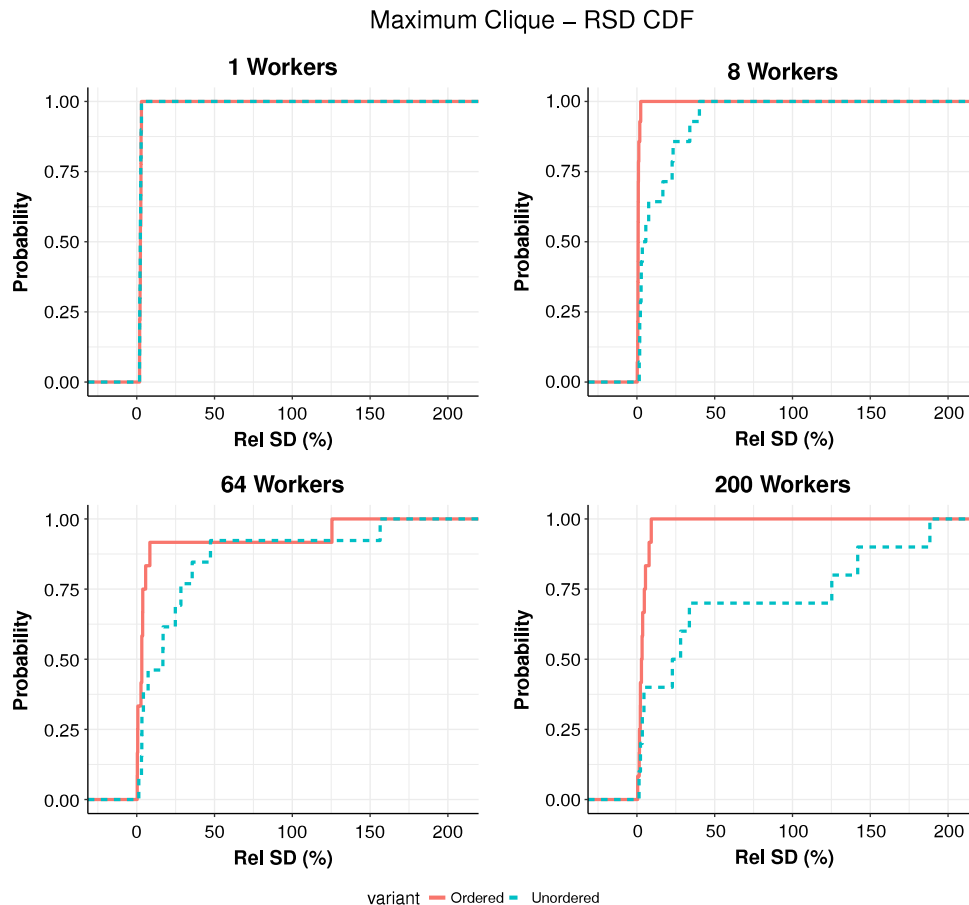 Maximum Clique – RSD CDF
1 Workers
1.00
0.75
0.50
0.25
0.00
Probability
0 50 100 150 200
Rel SD (%)
8 Workers
1.00
0.75
0.50
0.25
0.00
Probability
0 50 100 150 200
Rel SD (%)
64 Workers
1.00
0.75
0.50
0.25
0.00
Probability
0 50 100 150 200
Rel SD (%)
200 Workers
1.00
0.75
0.50
0.25
0.00
Probability
0 50 100 150 200
Rel SD (%)
variant Ordered Unordered